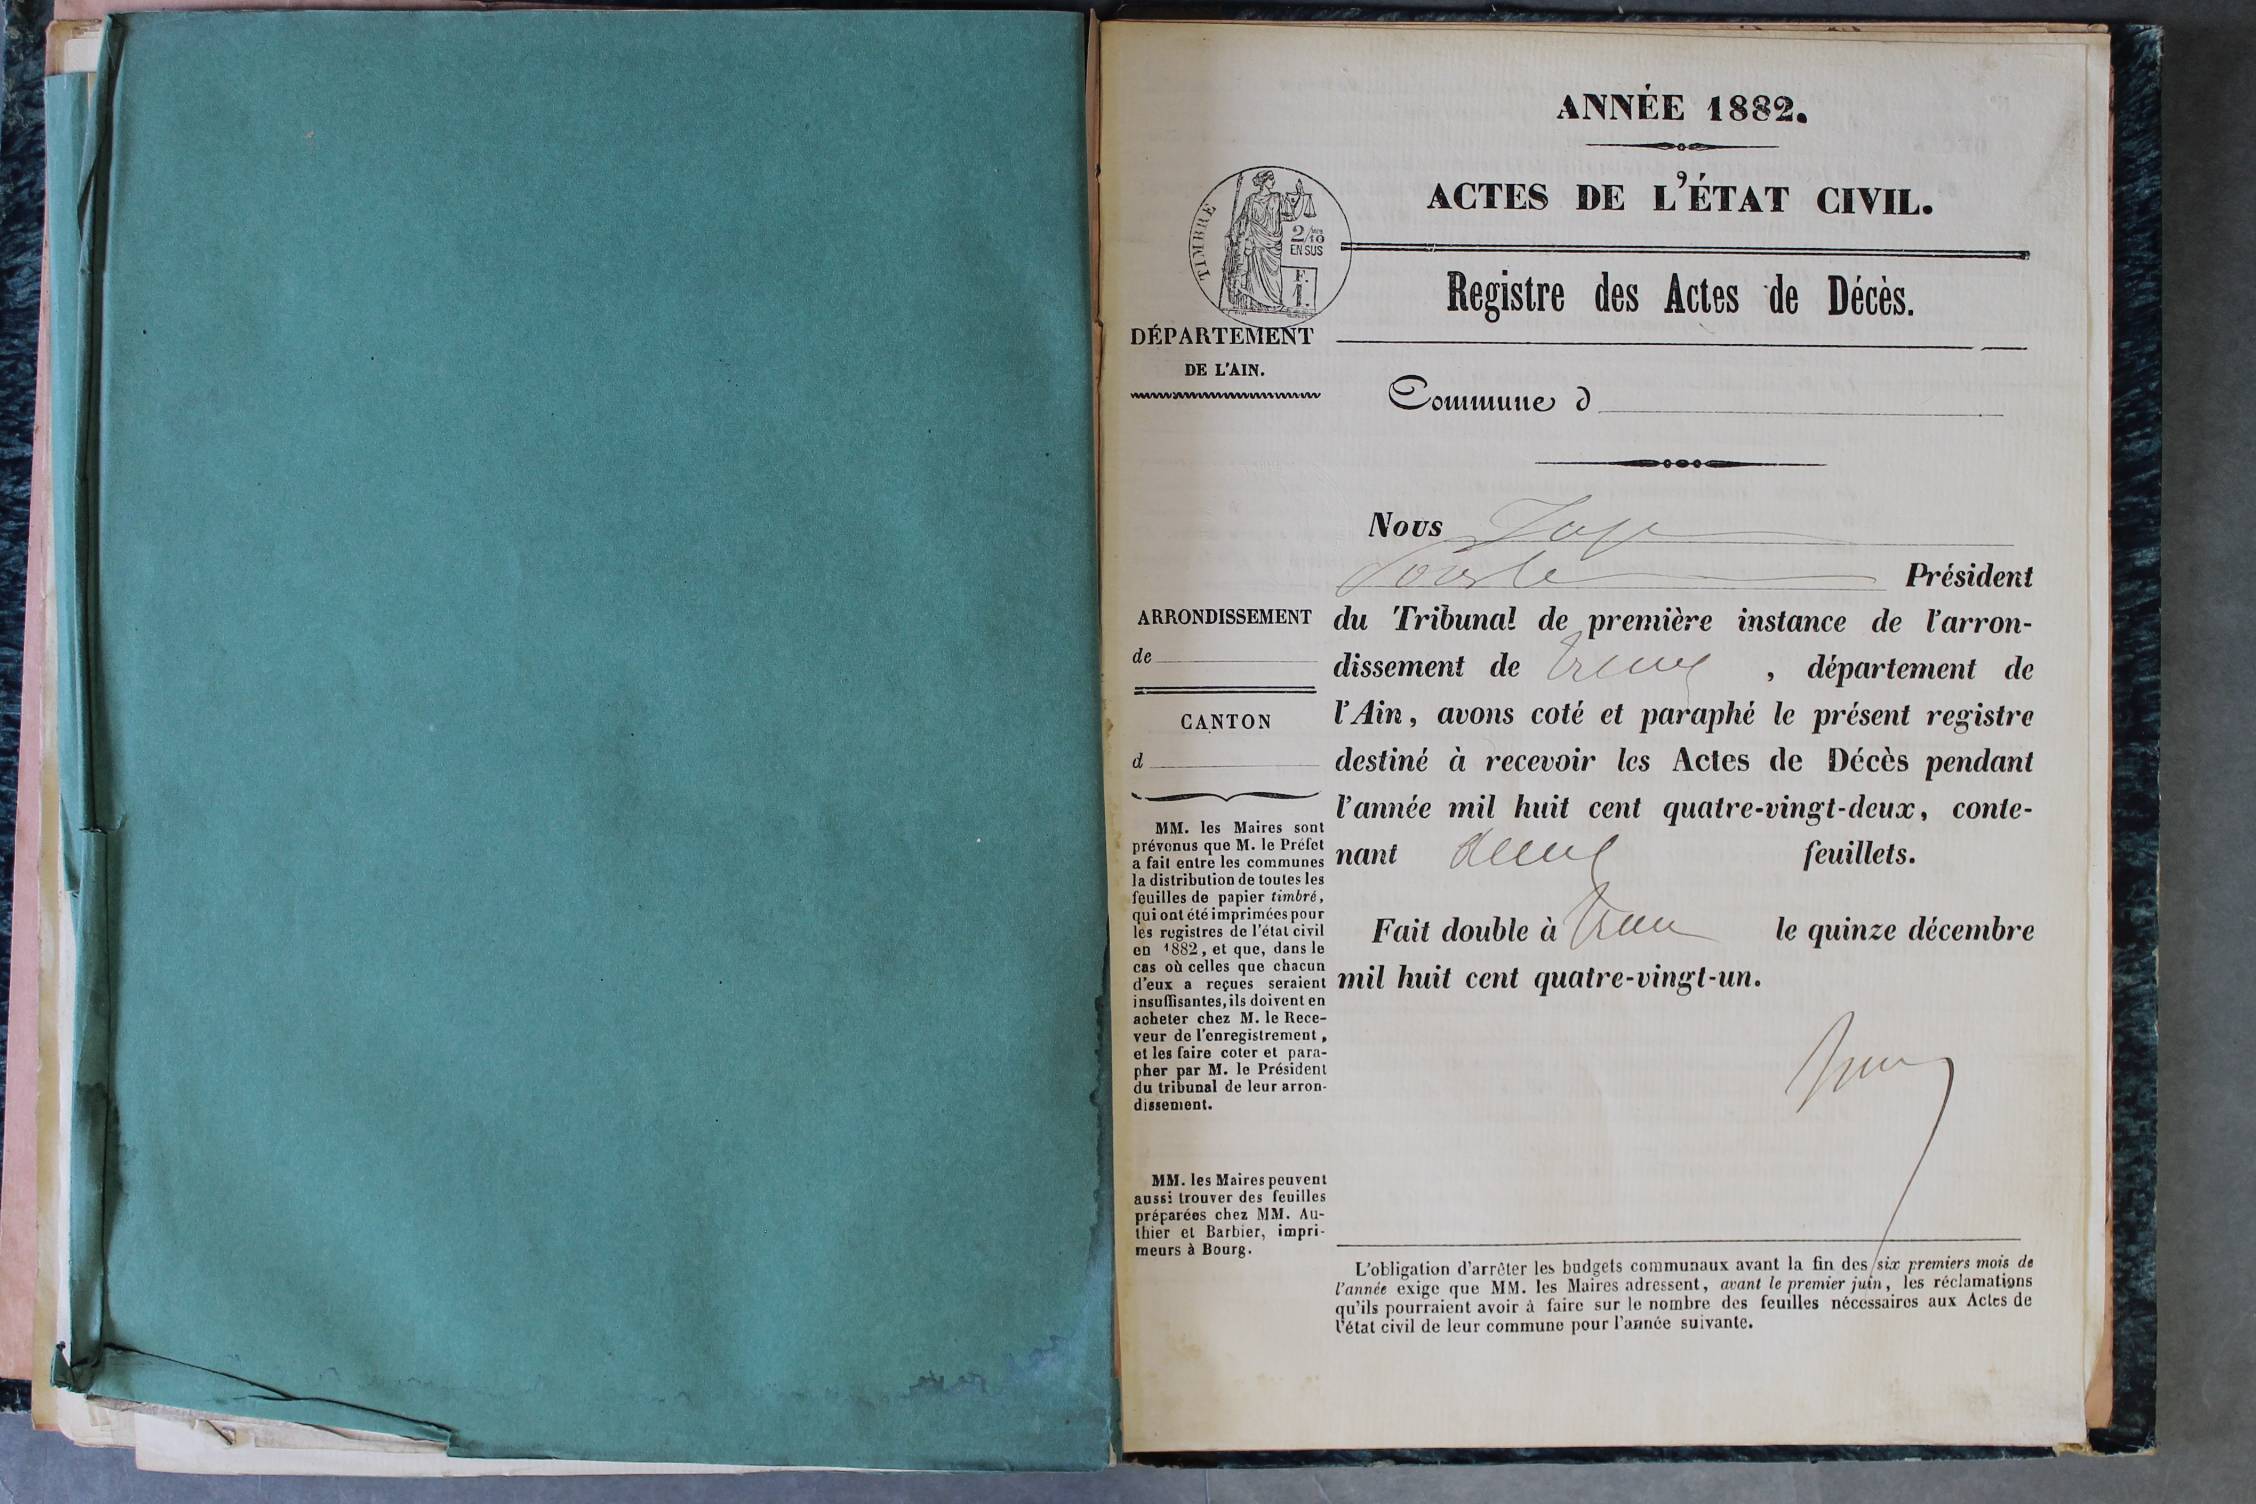 ANNÉE 1882.
ACTES DE L'ÉTAT CIVIL.
TIMBRE
2/10 mes
EN SUS
F.
1.
Registre des Actes de Décès.
DÉPARTEMENT
DE L'AIN.
Commune d
Nous
Président
ARRONDISSEMENT
de
CANTON
d
du Tribunal de première instance de l'arron-
dissement de , département de
l'Ain, avons coté et paraphé le présent registre
destiné à recevoir les Actes de Décès pendant
l'année mil huit cent quatre-vingt-deux, conte-
nant feuillets.
Fait double à le quinze décembre
mil huit cent quatre-vingt-un.
MM. les Maires sont
prévenus que M. le Préfet
a fait entre les communes
la distribution de toutes les
feuilles de papier timbré,
qui ont été imprimées pour
les registres de l'état civil
en 1882, et que, dans le
cas où celles que chacun
d'eux a reçues seraient
insuffisantes, ils doivent en
acheter chez M. le Rece-
veur de l'enregistrement,
et les faire coter et para-
pher par M. le Président
du tribunal de leur arron-
dissement.
MM. les Maires peuvent
aussi trouver des feuilles
préparées chez MM. Au-
thier et Barbier, impri-
meurs à Bourg.
L'obligation d'arrêter les budgets communaux avant la fin des six premiers mois de
l'année exige que MM. les Maires adressent, avant le premier juin, les réclamations
qu'ils pourraient avoir à faire sur le nombre des feuilles nécessaires aux Actes de
l'état civil de leur commune pour l'année suivante.